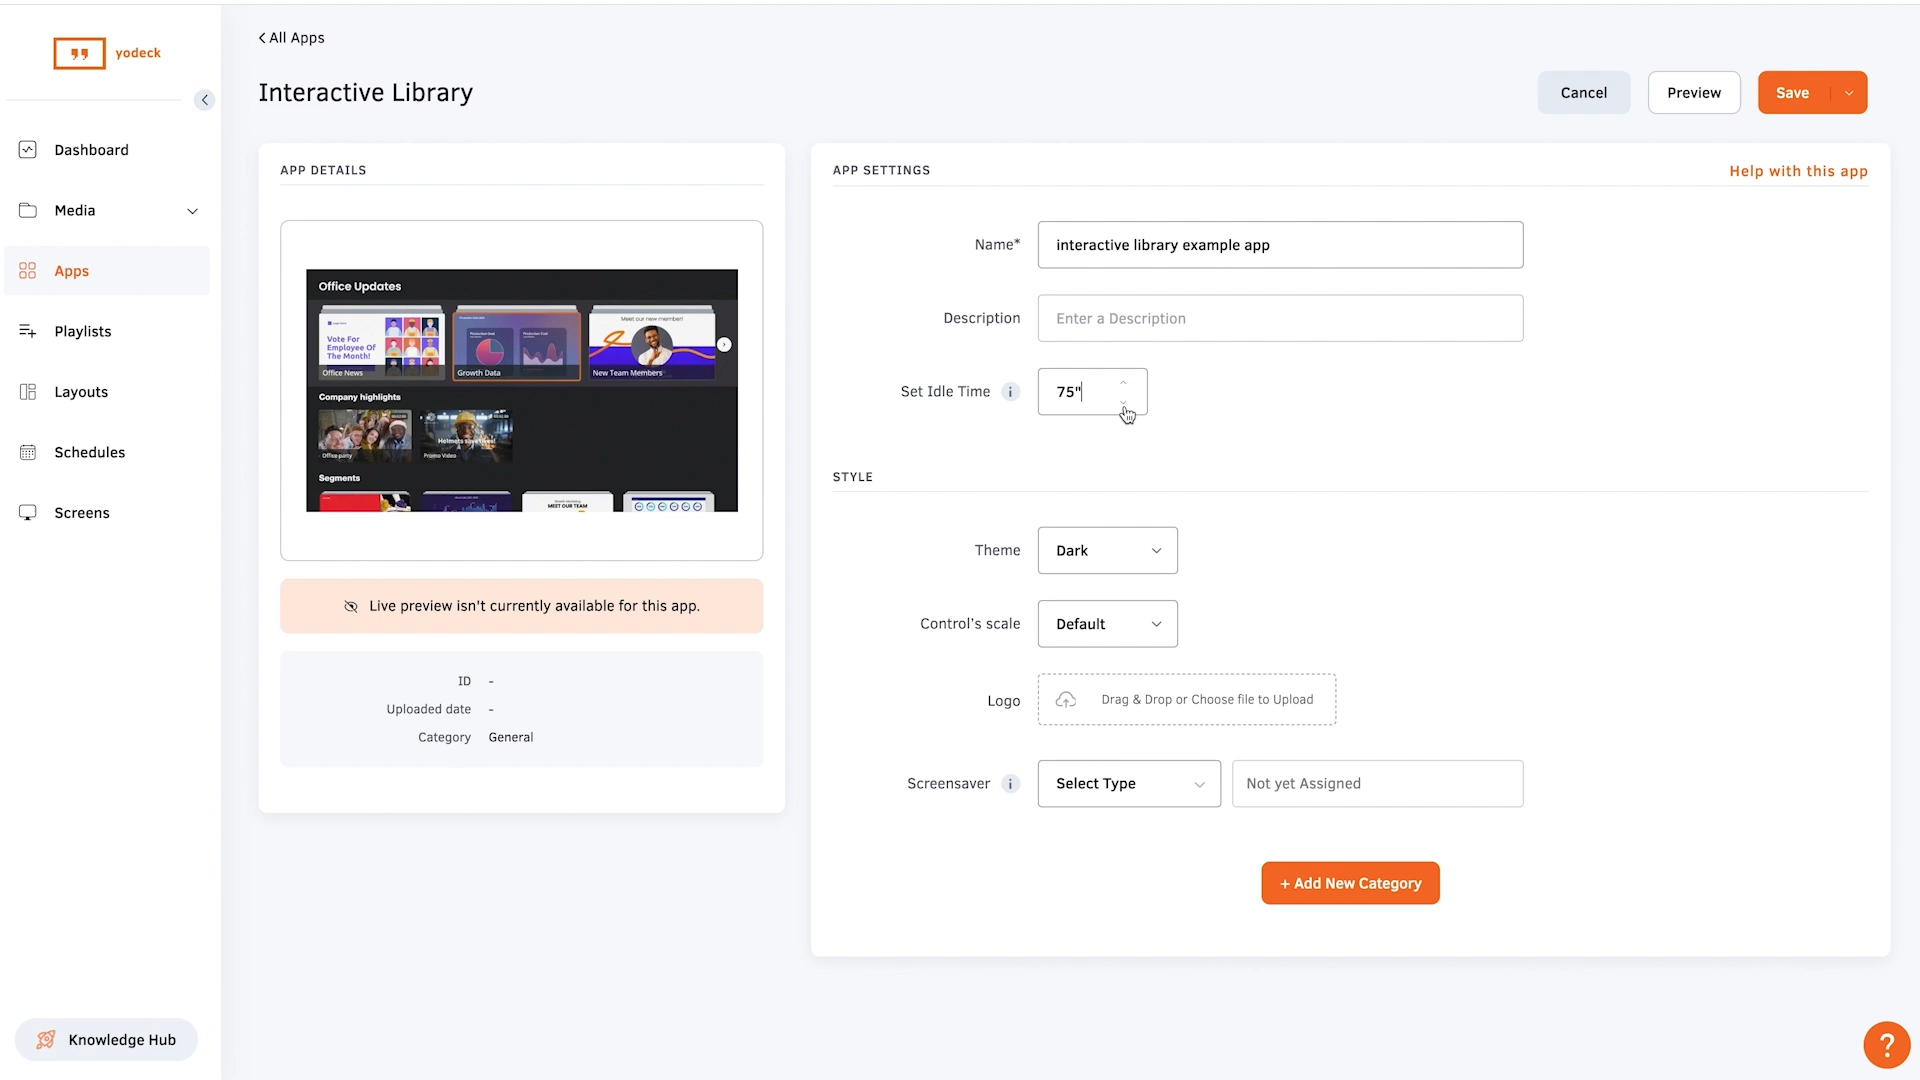 yodeck
Dashboard
Media
Apps
Playlists
Layouts
Schedules
Screens
Knowledge Hub
All Apps
Interactive Library
Cancel
Preview
Save
APP DETAILS
Office Updates
Vote For
Employee Of
The Month!
Office News
Growth Data
Meet our new member!
New Team Members
Company highlights
Office party
Helmets save lives!
Promo Video
Segments
MEET OUR TEAM
Live preview isn't currently available for this app.
ID -
Uploaded date -
Category General
APP SETTINGS
Help with this app
Name* interactive library example app
Description Enter a Description
Set Idle Time i 75"
STYLE
Theme Dark
Control's scale Default
Logo Drag & Drop or Choose file to Upload
Screensaver i Select Type Not yet Assigned
+ Add New Category
?